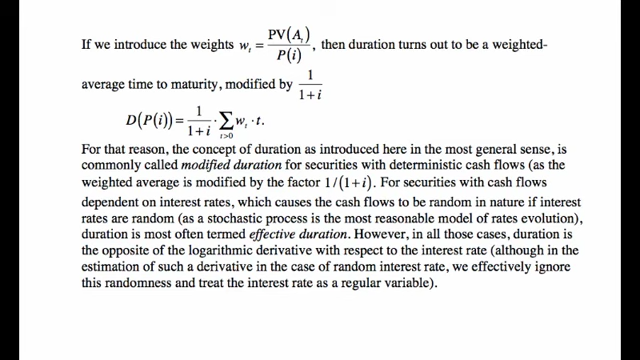 If we introduce the weights w_t = PV(A_t) / P(i), then duration turns out to be a weighted-
average time to maturity, modified by 1 / (1+i)
D(P(i)) = 1/(1+i) · ∑_{t>0} w_t · t.
For that reason, the concept of duration as introduced here in the most general sense, is
commonly called modified duration for securities with deterministic cash flows (as the
weighted average is modified by the factor 1/(1+i). For securities with cash flows
dependent on interest rates, which causes the cash flows to be random in nature if interest
rates are random (as a stochastic process is the most reasonable model of rates evolution),
duration is most often termed effective duration. However, in all those cases, duration is
the opposite of the logarithmic derivative with respect to the interest rate (although in the
estimation of such a derivative in the case of random interest rate, we effectively ignore
this randomness and treat the interest rate as a regular variable).